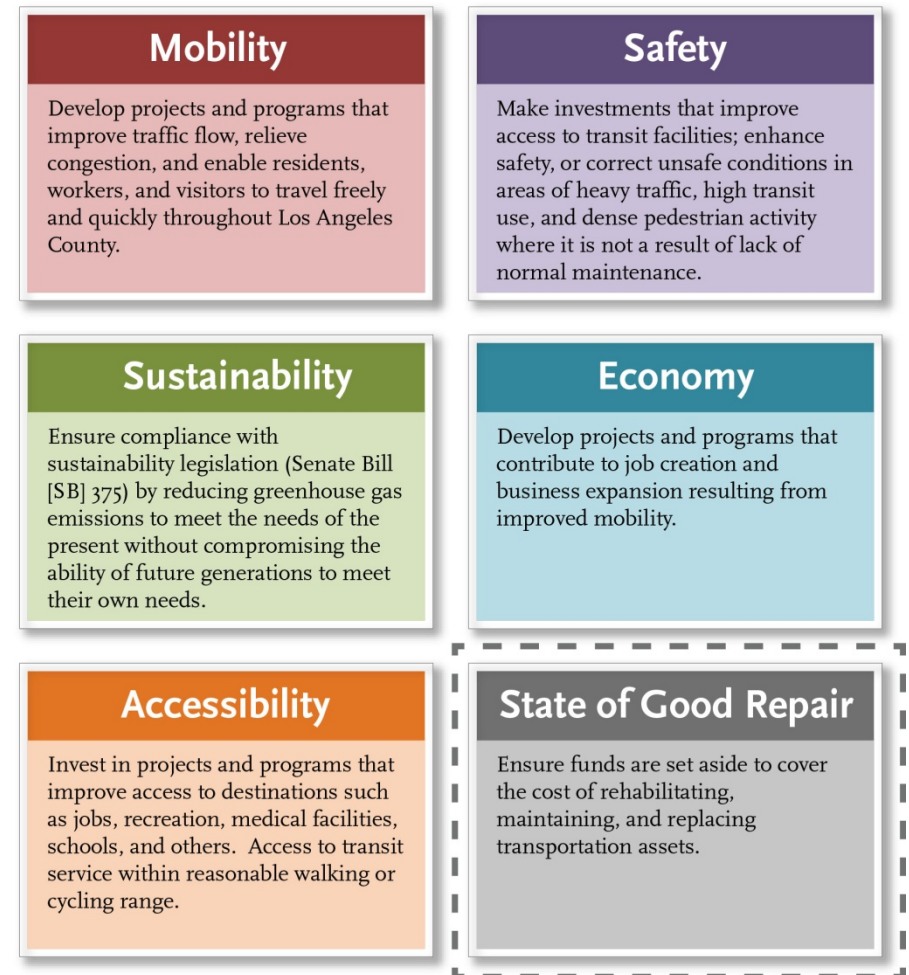 Mobility
Develop projects and programs that
improve traffic flow, relieve
congestion, and enable residents,
workers, and visitors to travel freely
and quickly throughout Los Angeles
County.
Safety
Make investments that improve
access to transit facilities; enhance
safety, or correct unsafe conditions in
areas of heavy traffic, high transit
use, and dense pedestrian activity
where it is not a result of lack of
normal maintenance.
Sustainability
Ensure compliance with
sustainability legislation (Senate Bill
[SB] 375) by reducing greenhouse gas
emissions to meet the needs of the
present without compromising the
ability of future generations to meet
their own needs.
Economy
Develop projects and programs that
contribute to job creation and
business expansion resulting from
improved mobility.
Accessibility
Invest in projects and programs that
improve access to destinations such
as jobs, recreation, medical facilities,
schools, and others.  Access to transit
service within reasonable walking or
cycling range.
State of Good Repair
Ensure funds are set aside to cover
the cost of rehabilitating,
maintaining, and replacing
transportation assets.